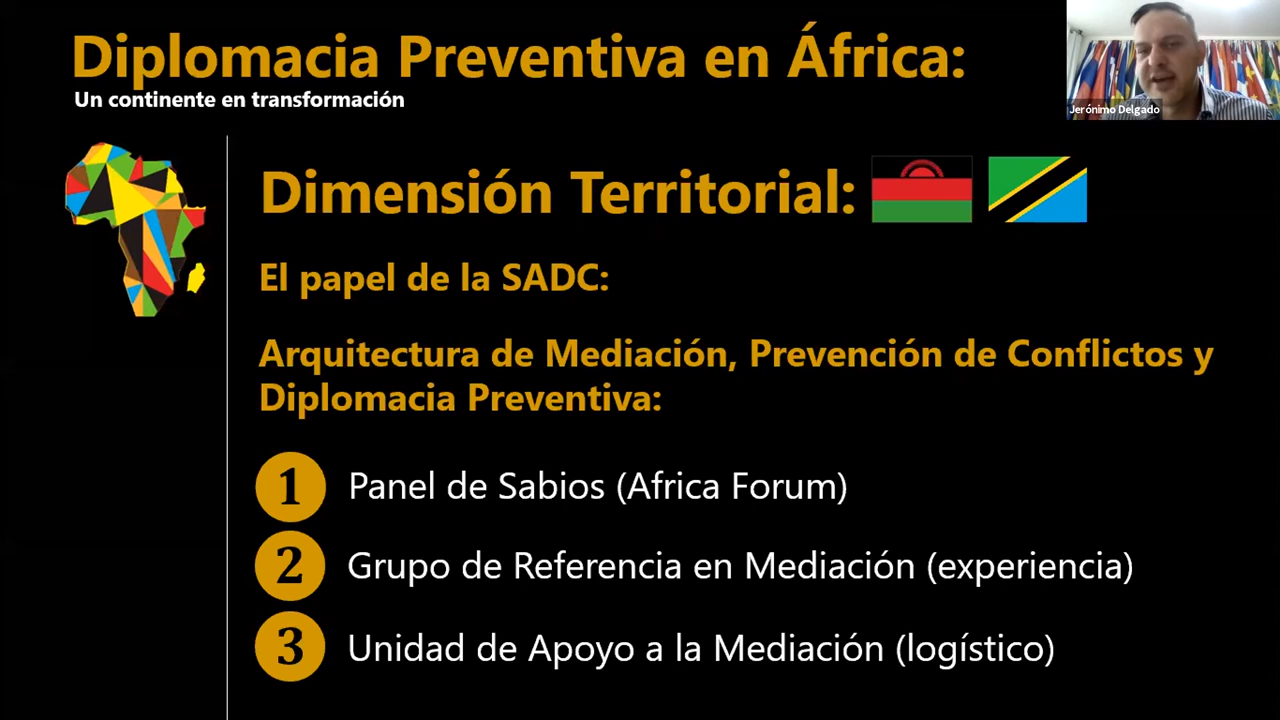 Diplomacia Preventiva en África:
Un continente en transformación
Jerónimo Delgado
Dimensión Territorial:
El papel de la SADC:
Arquitectura de Mediación, Prevención de Conflictos y
Diplomacia Preventiva:
1 Panel de Sabios (Africa Forum)
2 Grupo de Referencia en Mediación (experiencia)
3 Unidad de Apoyo a la Mediación (logístico)